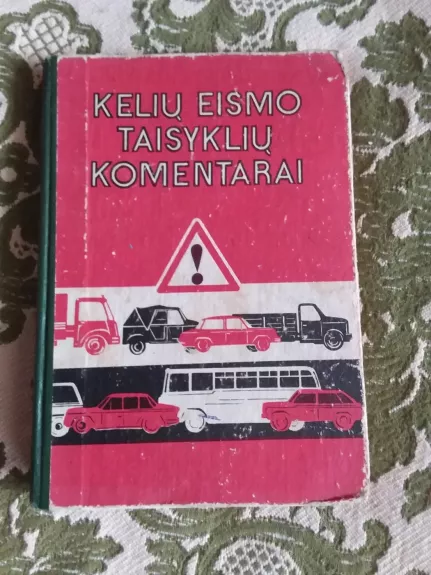 KELIŲ EISMO
TAISYKLIŲ
KOMENTARAI
!